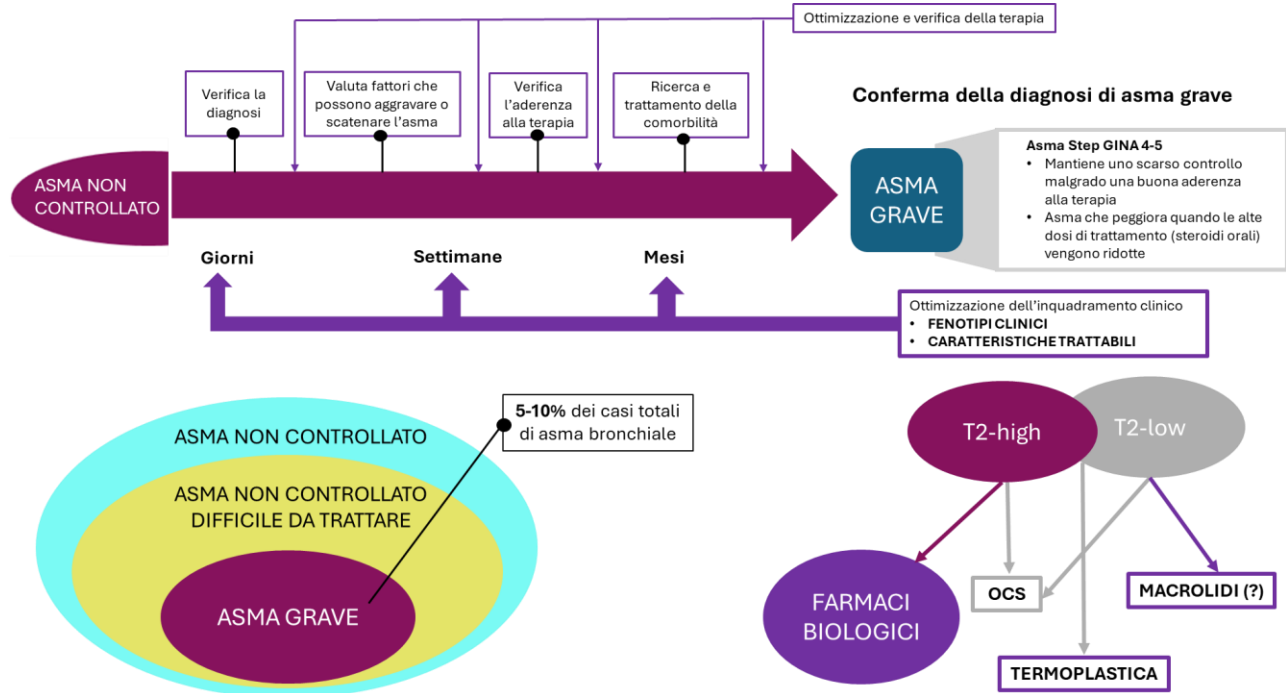 Ottimizzazione e verifica della terapia
Verifica la
diagnosi
Valuta fattori che
possono aggravare o
scatenare l'asma
Verifica
l'aderenza
alla terapia
Ricerca e
trattamento della
comorbilità
Conferma della diagnosi di asma grave
ASMA NON
CONTROLLATO
ASMA
GRAVE
Asma Step GINA 4-5
• Mantiene uno scarso controllo
malgrado una buona aderenza
alla terapia
• Asma che peggiora quando le alte
dosi di trattamento (steroidi orali)
vengono ridotte
Giorni
Settimane
Mesi
Ottimizzazione dell'inquadramento clinico
• FENOTIPI CLINICI
• CARATTERISTICHE TRATTABILI
5-10% dei casi totali
di asma bronchiale
ASMA NON CONTROLLATO
ASMA NON CONTROLLATO
DIFFICILE DA TRATTARE
ASMA GRAVE
T2-high
T2-low
FARMACI
BIOLOGICI
OCS
MACROLIDI (?)
TERMOPLASTICA